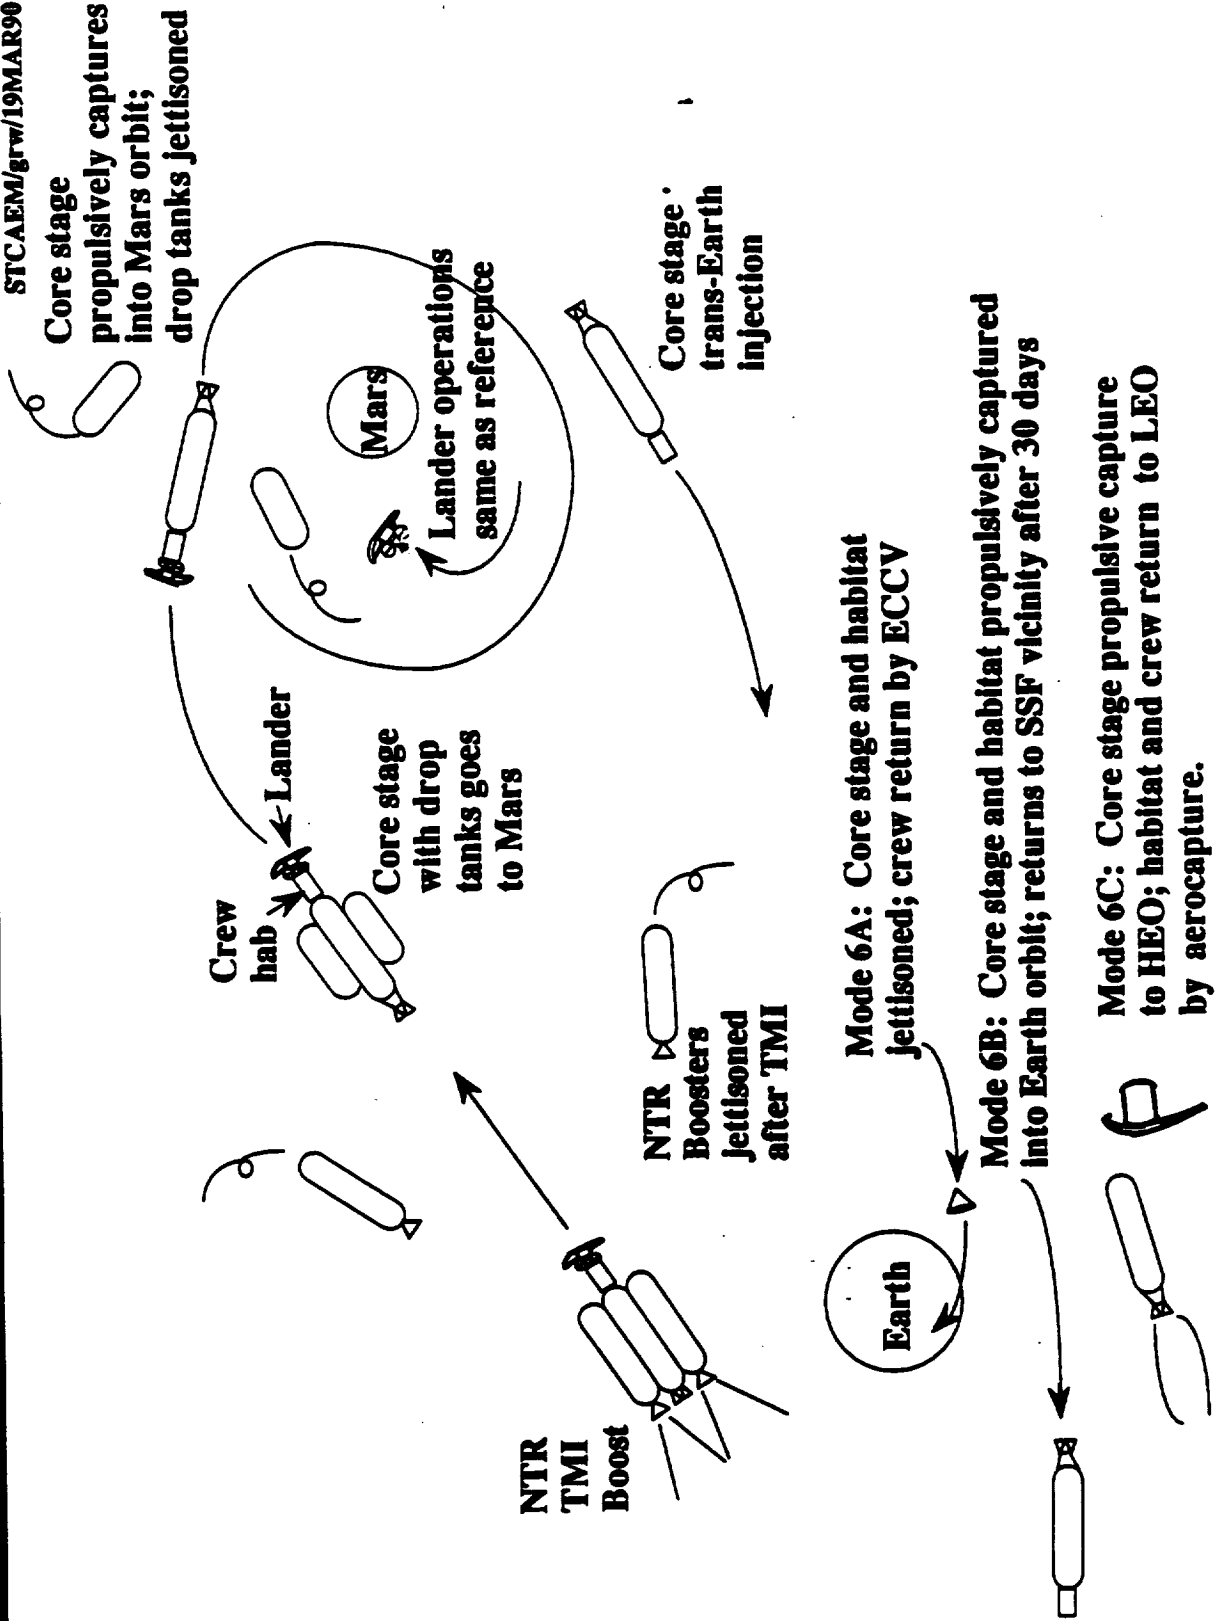 STCAEM/grw/19MAR90
Core stage
propulsively captures
into Mars orbit;
drop tanks jettisoned
Crew
hab
Lander
Mars
Core stage
with drop
tanks goes
to Mars
Lander operations
same as reference
NTR
TMI
Boost
NTR
Boosters
jettisoned
after TMI
Core stage
trans-Earth
injection
Earth
Mode 6A: Core stage and habitat
jettisoned; crew return by ECCV
Mode 6B: Core stage and habitat propulsively captured
into Earth orbit; returns to SSF vicinity after 30 days
Mode 6C: Core stage propulsive capture
to HEO; habitat and crew return to LEO
by aerocapture.